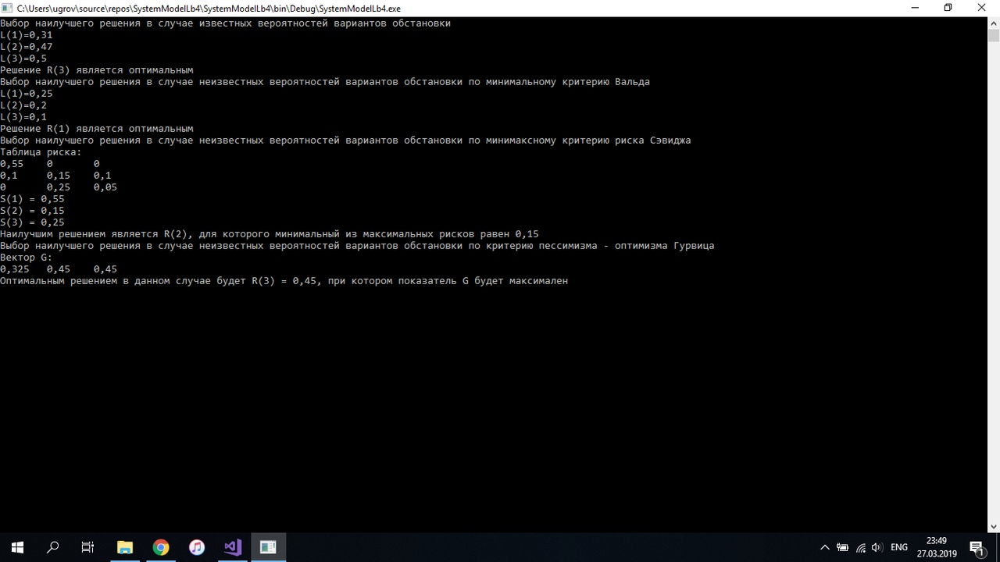 C:\Users\ugrov\source\repos\SystemModelLb4\SystemModelLb4\bin\Debug\SystemModelLb4.exe
Выбор наилучшего решения в случае известных вероятностей вариантов обстановки
L(1)=0,31
L(2)=0,47
L(3)=0,5
Решение R(3) является оптимальным
Выбор наилучшего решения в случае неизвестных вероятностей вариантов обстановки по минимальному критерию Вальда
L(1)=0,25
L(2)=0,2
L(3)=0,1
Решение R(1) является оптимальным
Выбор наилучшего решения в случае неизвестных вероятностей вариантов обстановки по минимаксному критерию риска Сэвиджа
Таблица риска:
0,55 0 0
0,1 0,15 0,1
0 0,25 0,05
S(1) = 0,55
S(2) = 0,15
S(3) = 0,25
Наилучшим решением является R(2), для которого минимальный из максимальных рисков равен 0,15
Выбор наилучшего решения в случае неизвестных вероятностей вариантов обстановки по критерию пессимизма - оптимизма Гурвица
Вектор G:
0,325 0,45 0,45
Оптимальным решением в данном случае будет R(3) = 0,45, при котором показатель G будет максимален
ENG
23:49
27.03.2019
1